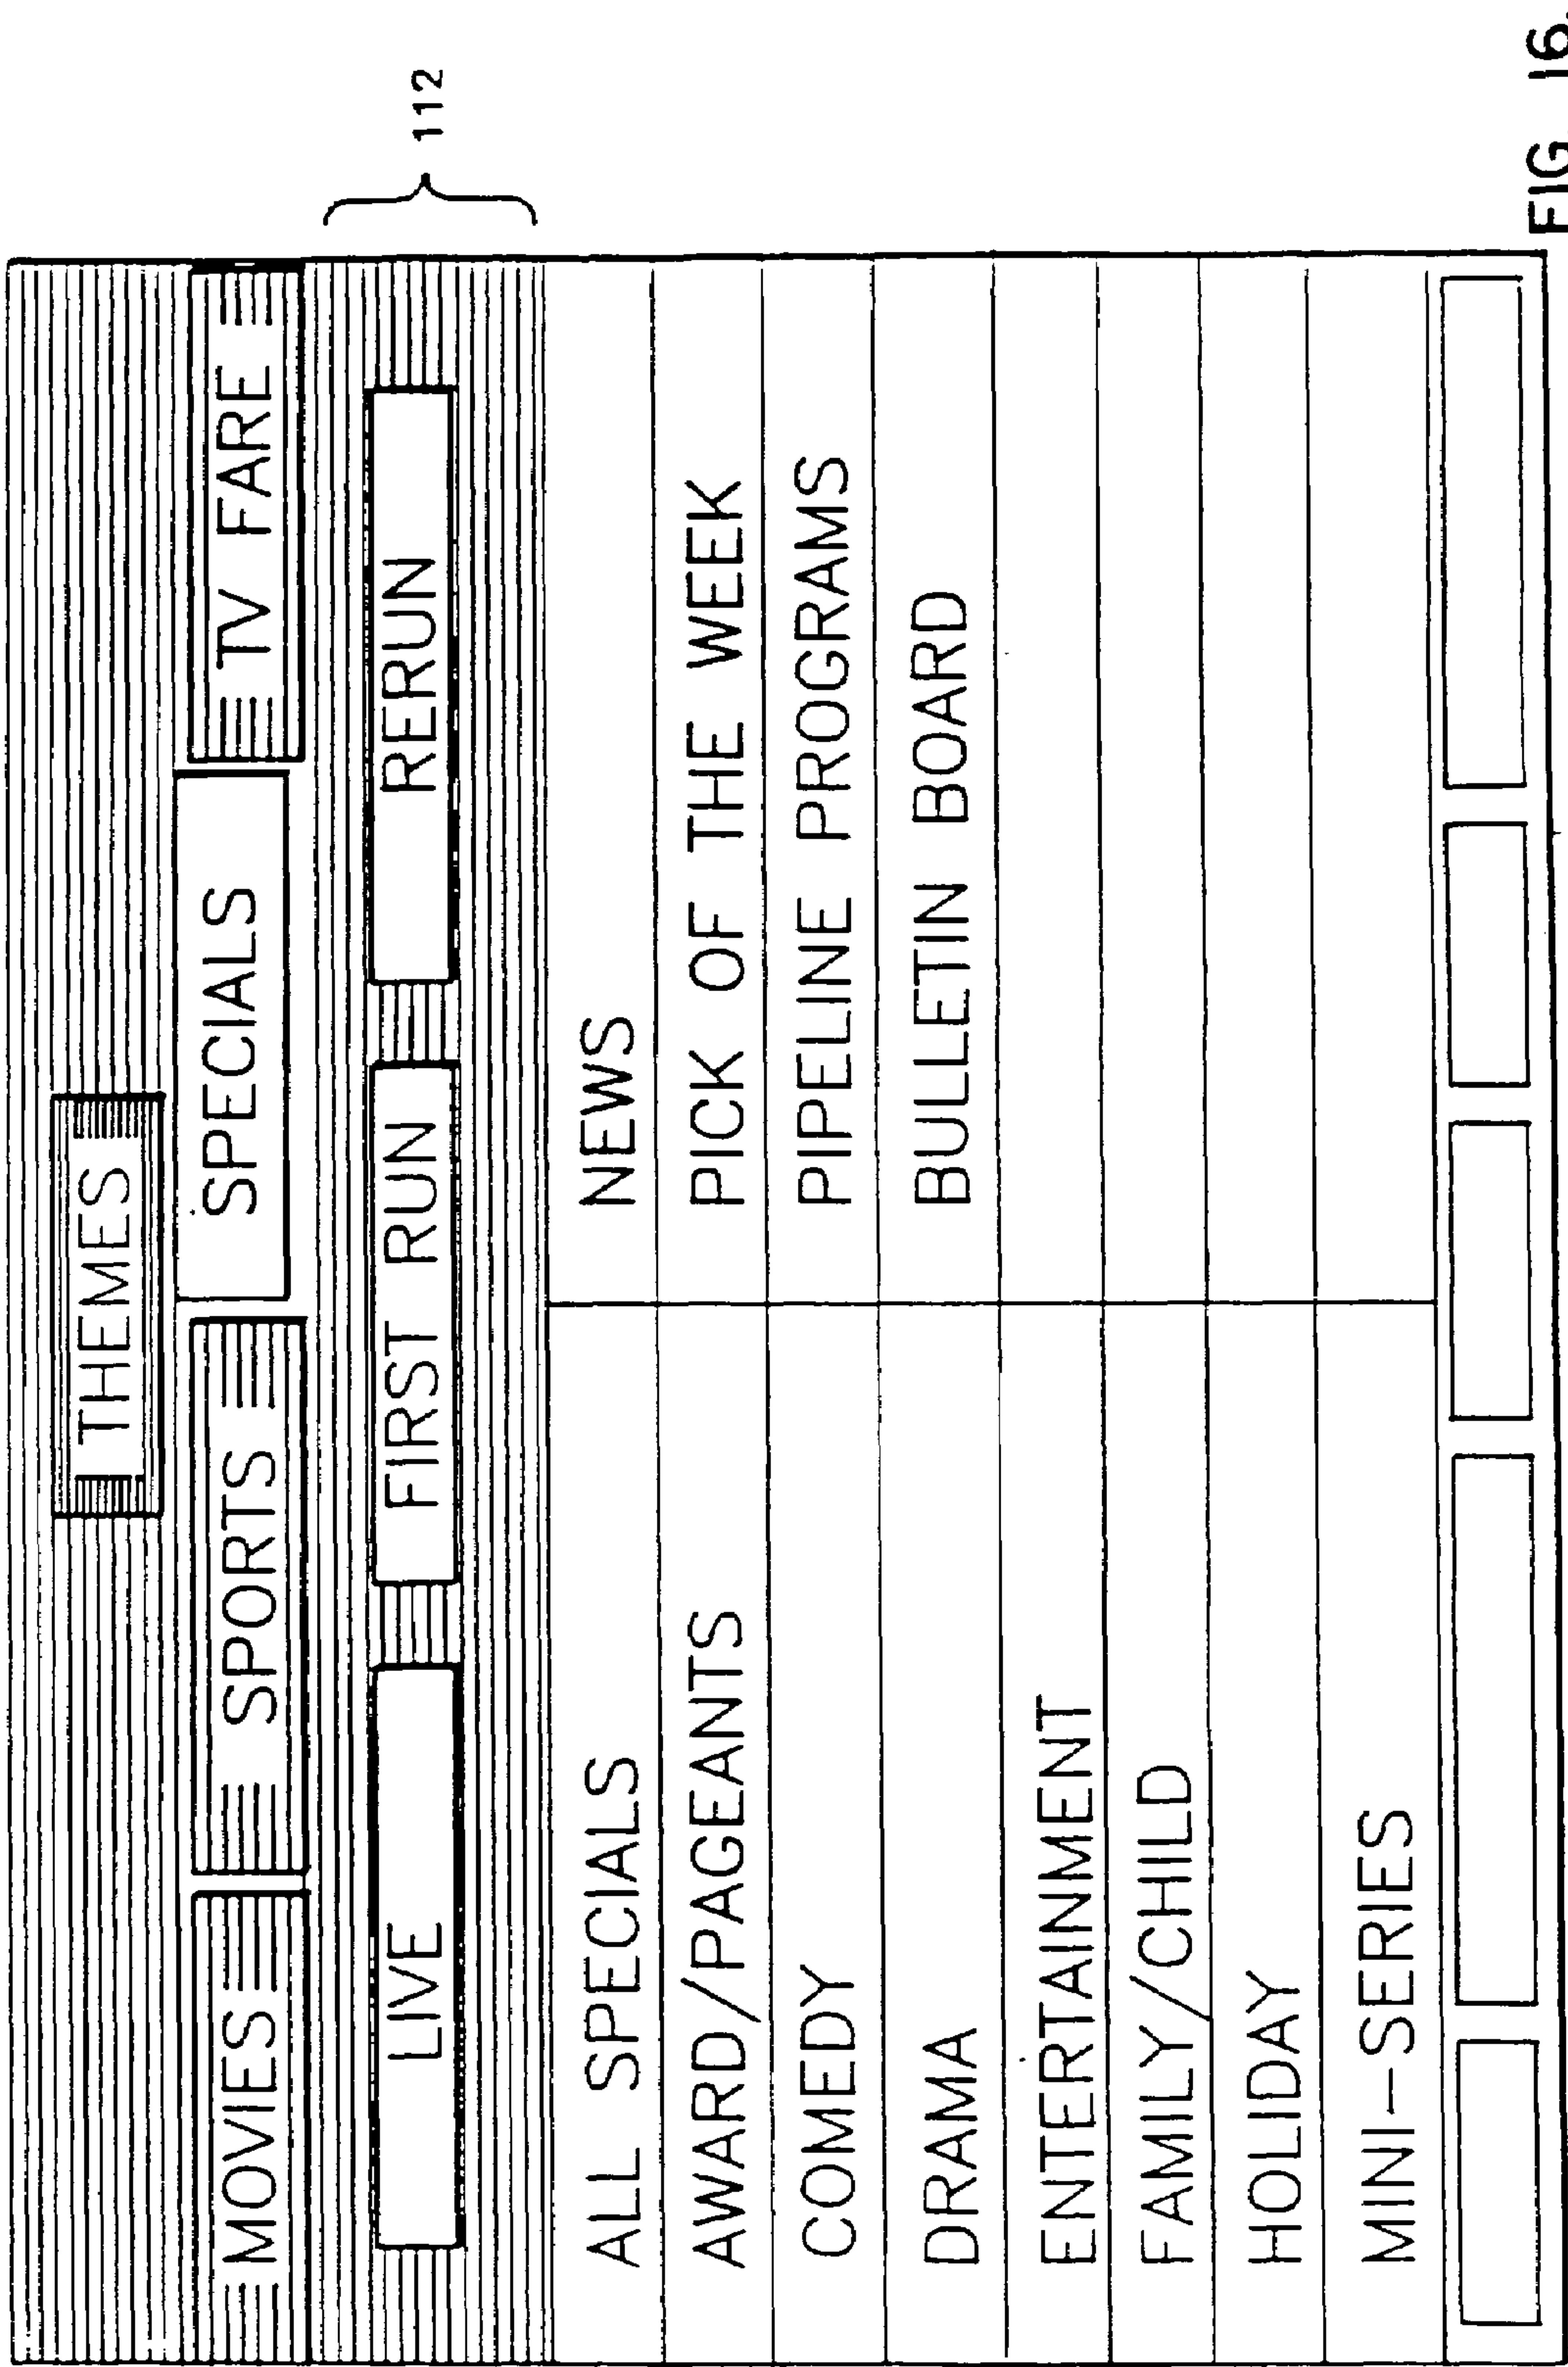 THEMES
MOVIES SPORTS SPECIALS TV FARE
LIVE FIRST RUN RERUN
112
ALL SPECIALS NEWS
AWARD/PAGEANTS PICK OF THE WEEK
COMEDY PIPELINE PROGRAMS
DRAMA BULLETIN BOARD
ENTERTAINMENT
FAMILY/CHILD
HOLIDAY
MINI-SERIES
FIG 16.